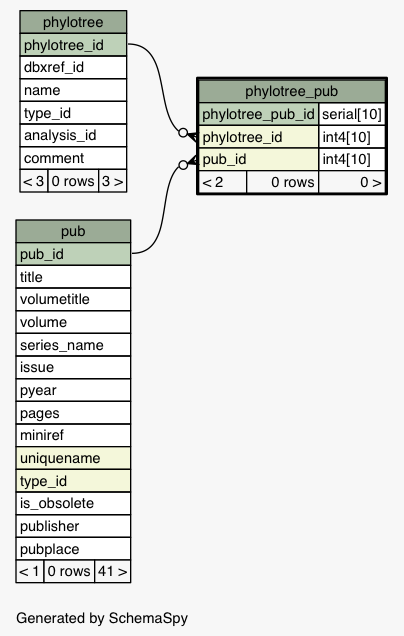 phylotree
phylotree_id
dbxref_id
name
type_id
analysis_id
comment
< 3 0 rows 3 >
phylotree_pub
phylotree_pub_id serial[10]
phylotree_id int4[10]
pub_id int4[10]
< 2 0 rows 0 >
pub
pub_id
title
volumetitle
volume
series_name
issue
pyear
pages
miniref
uniquename
type_id
is_obsolete
publisher
pubplace
< 1 0 rows 41 >
Generated by SchemaSpy